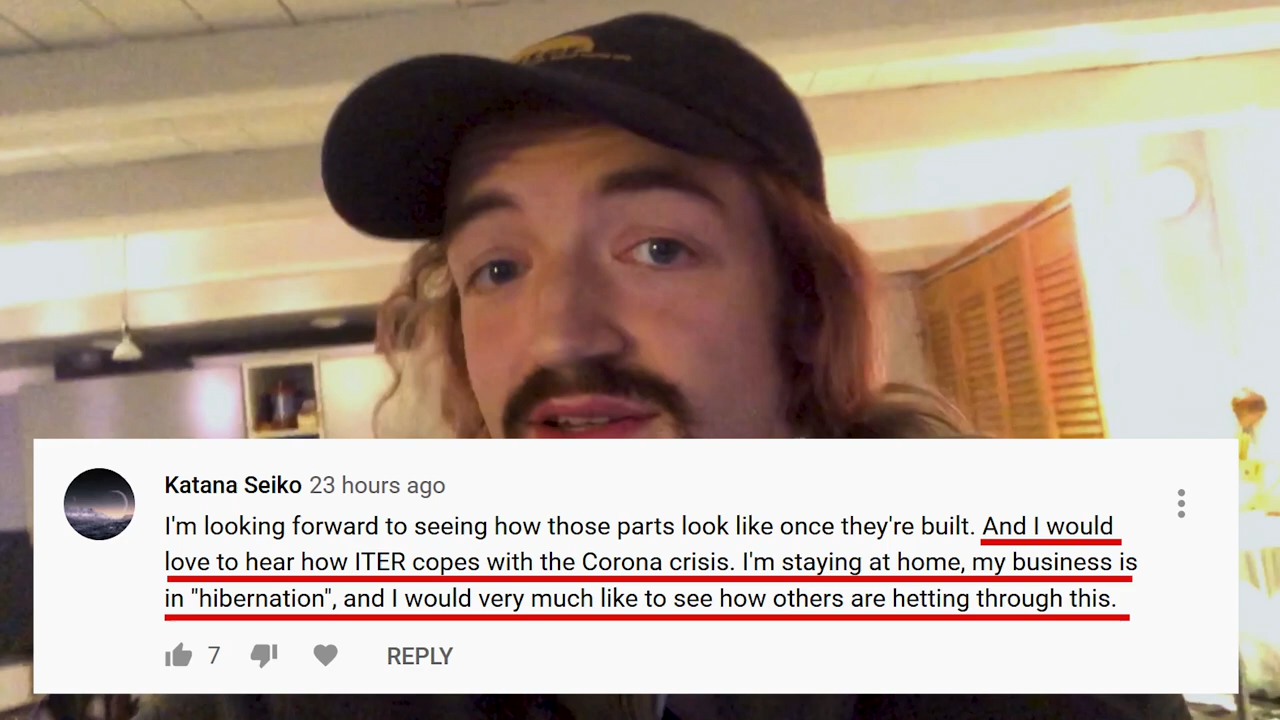 Katana Seiko 23 hours ago
I'm looking forward to seeing how those parts look like once they're built. And I would
love to hear how ITER copes with the Corona crisis. I'm staying at home, my business is
in "hibernation", and I would very much like to see how others are hetting through this.
7 REPLY